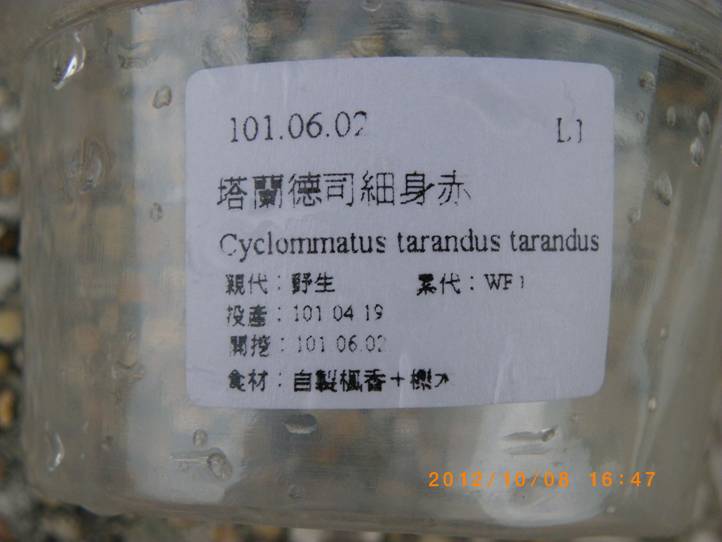 101.06.02 L1
塔蘭德司細身赤
Cyclommatus tarandus tarandus
親代：野生 累代：WF1
投產：101 04 19
開挖：101.06.02
食材：自製楓香＋櫟木
2012/10/08 16:47